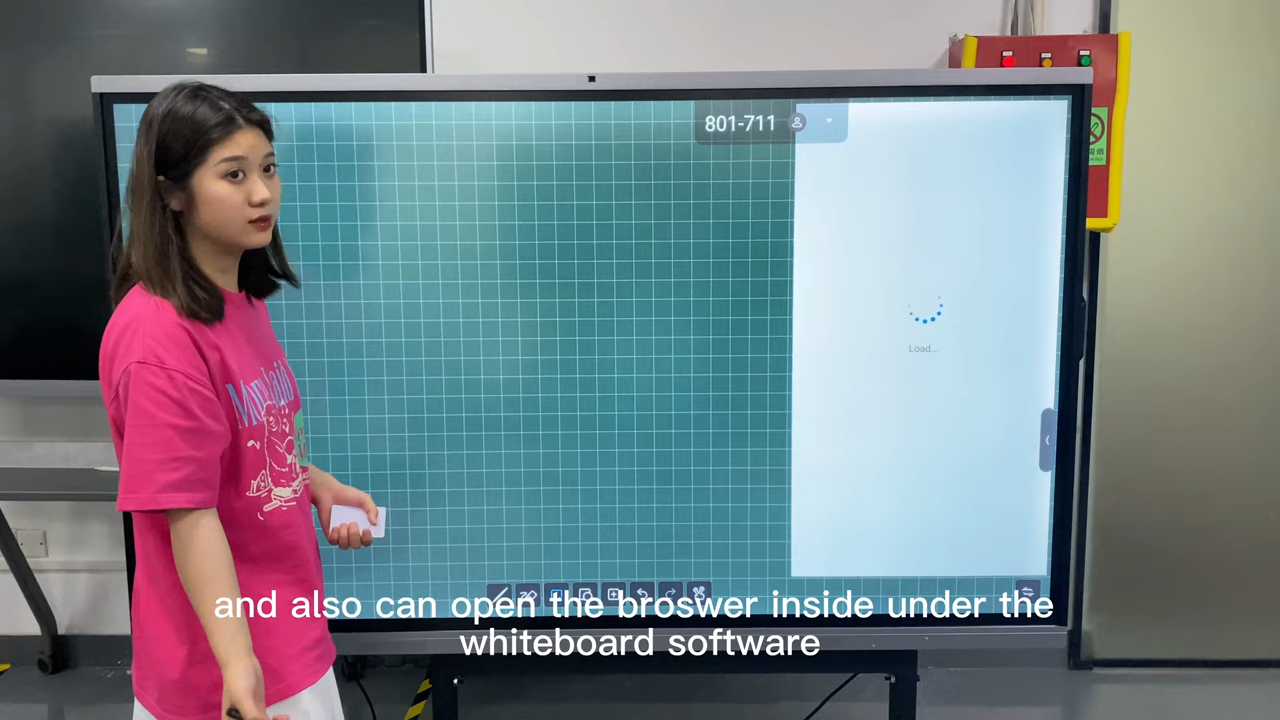 801-711
Load...
and also can open the broswer inside under the
whiteboard software